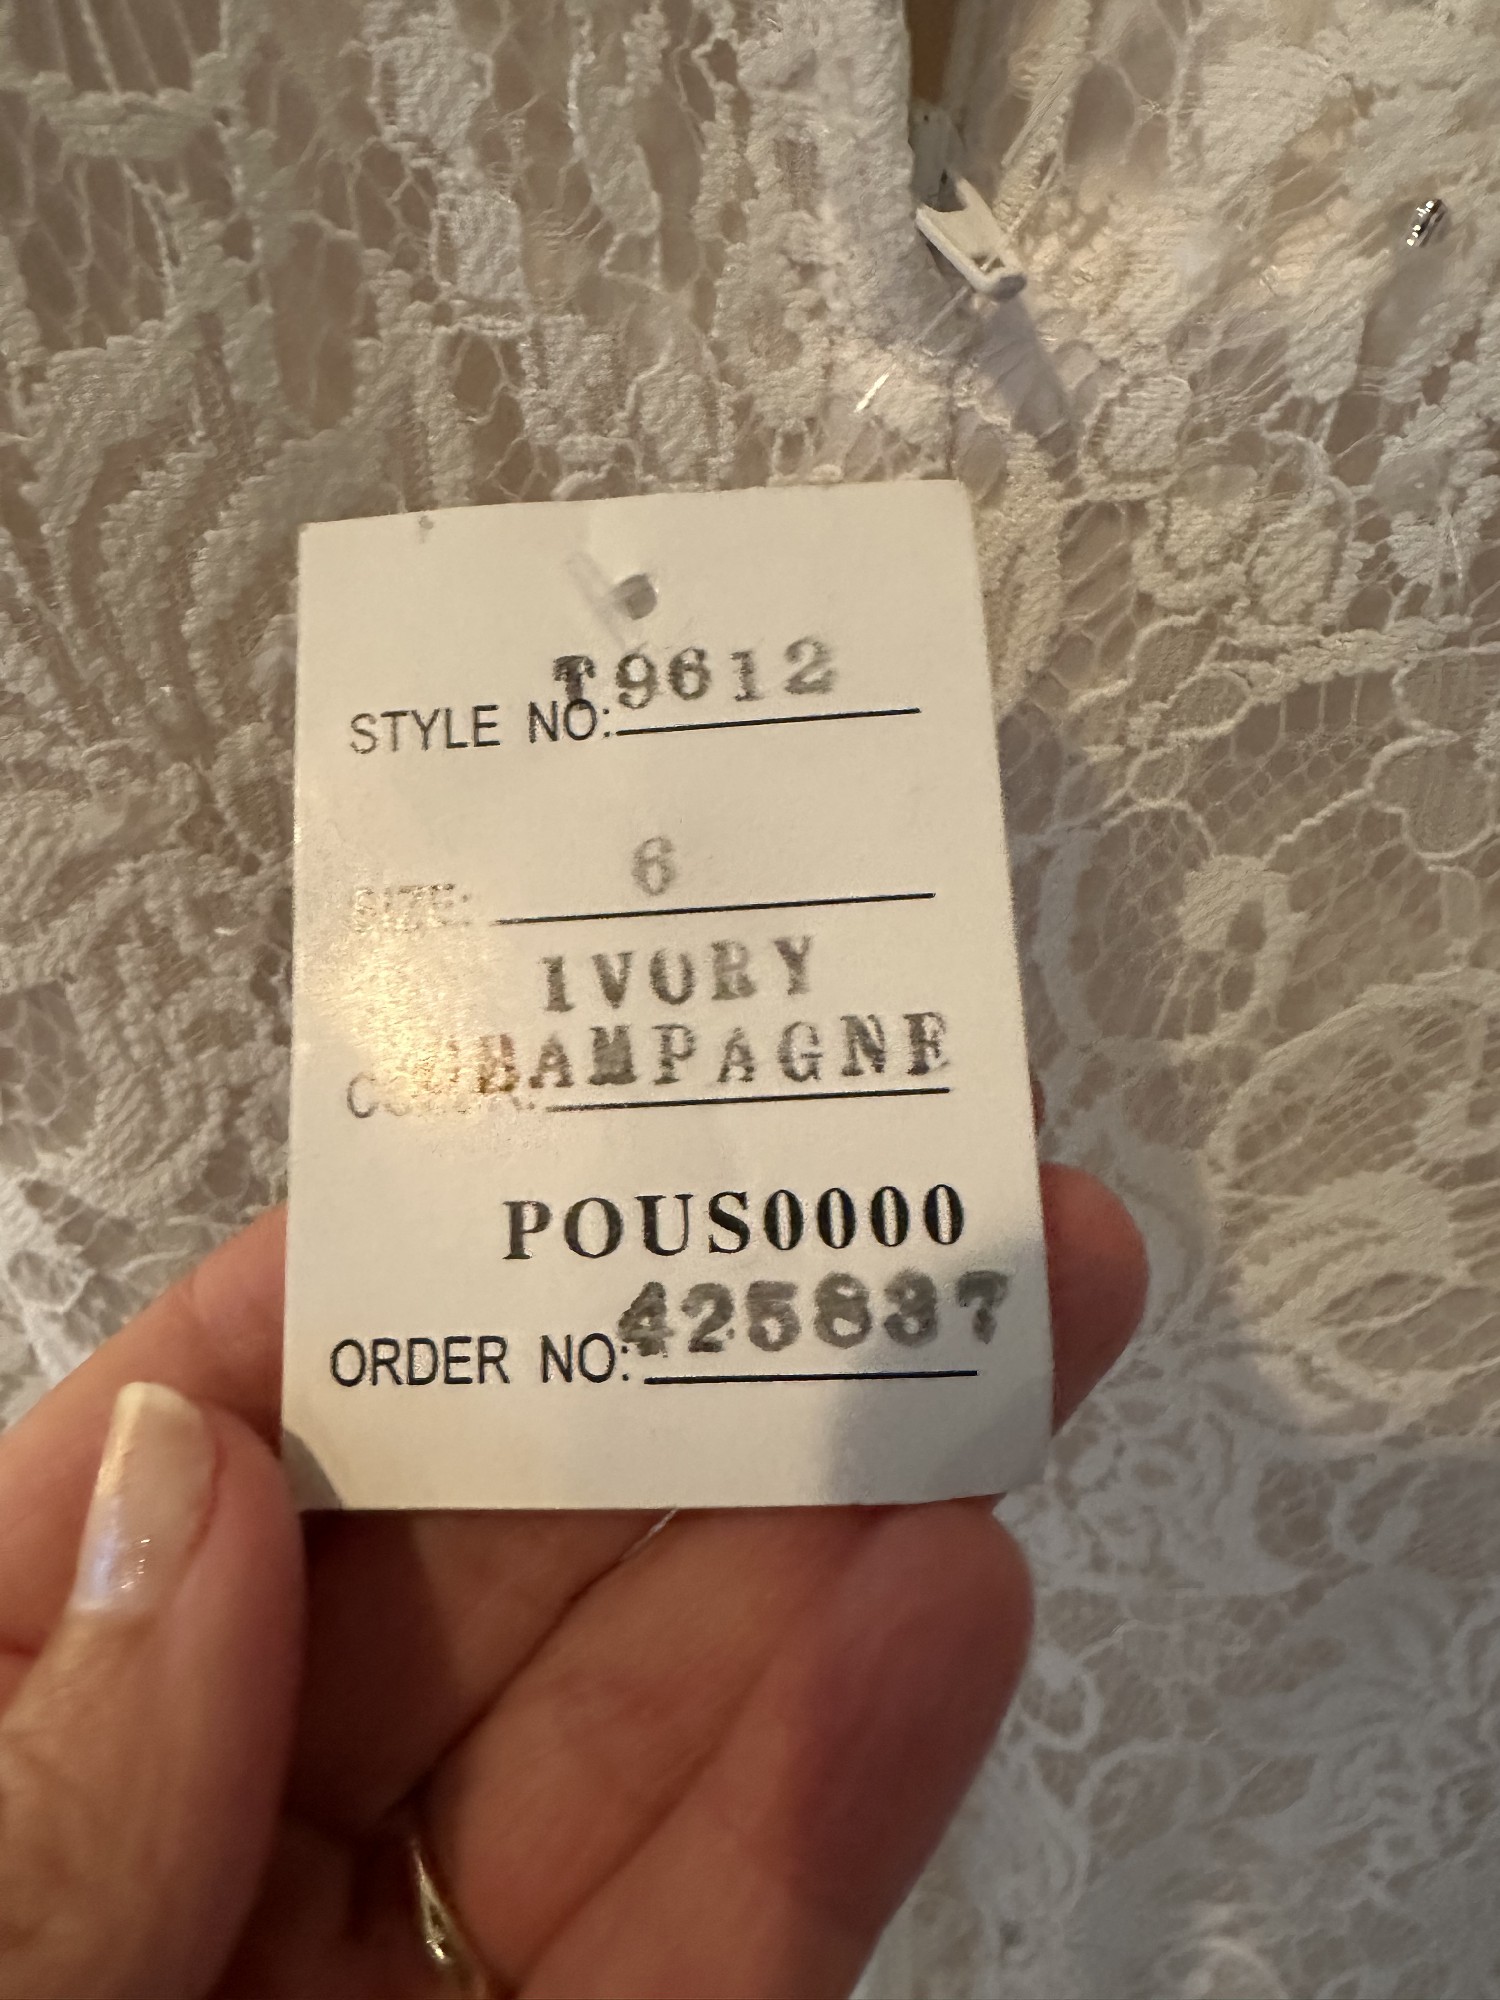 STYLE NO: T9612
SIZE: 6
IVORY
COLOR: CHAMPAGNE
POUS0000
ORDER NO: 425837